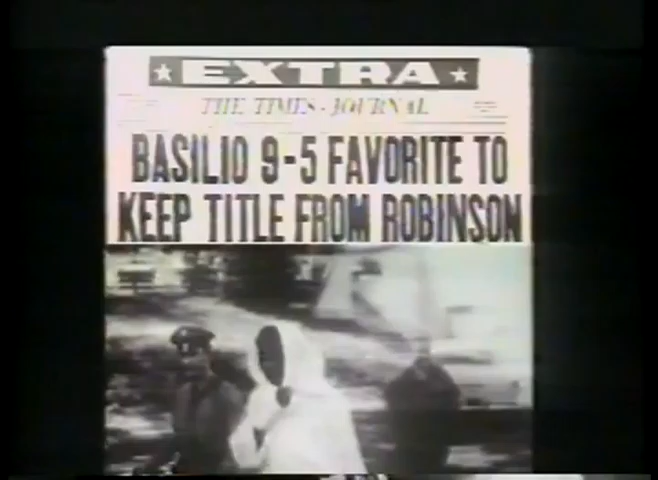 ★ EXTRA ★
THE TIMES-JOURNAL
BASILIO 9-5 FAVORITE TO
KEEP TITLE FROM ROBINSON